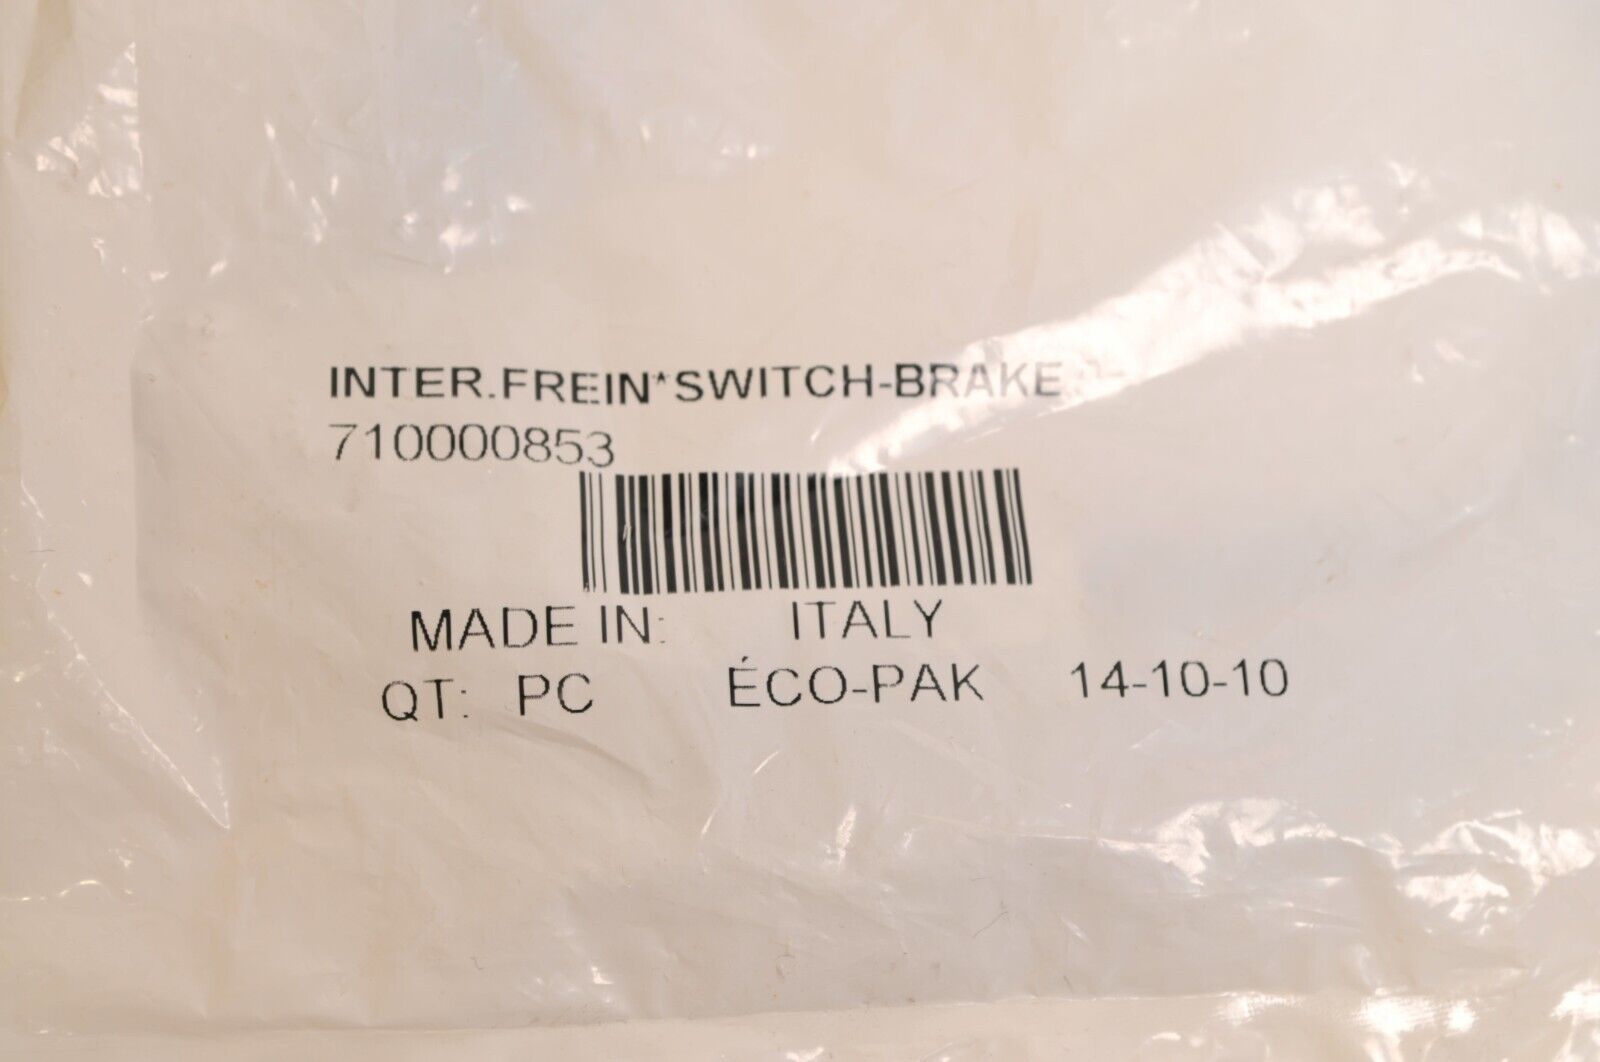 INTER.FREIN*SWITCH-BRAKE
710000853
MADE IN: ITALY
QT: PC ÉCO-PAK 14-10-10